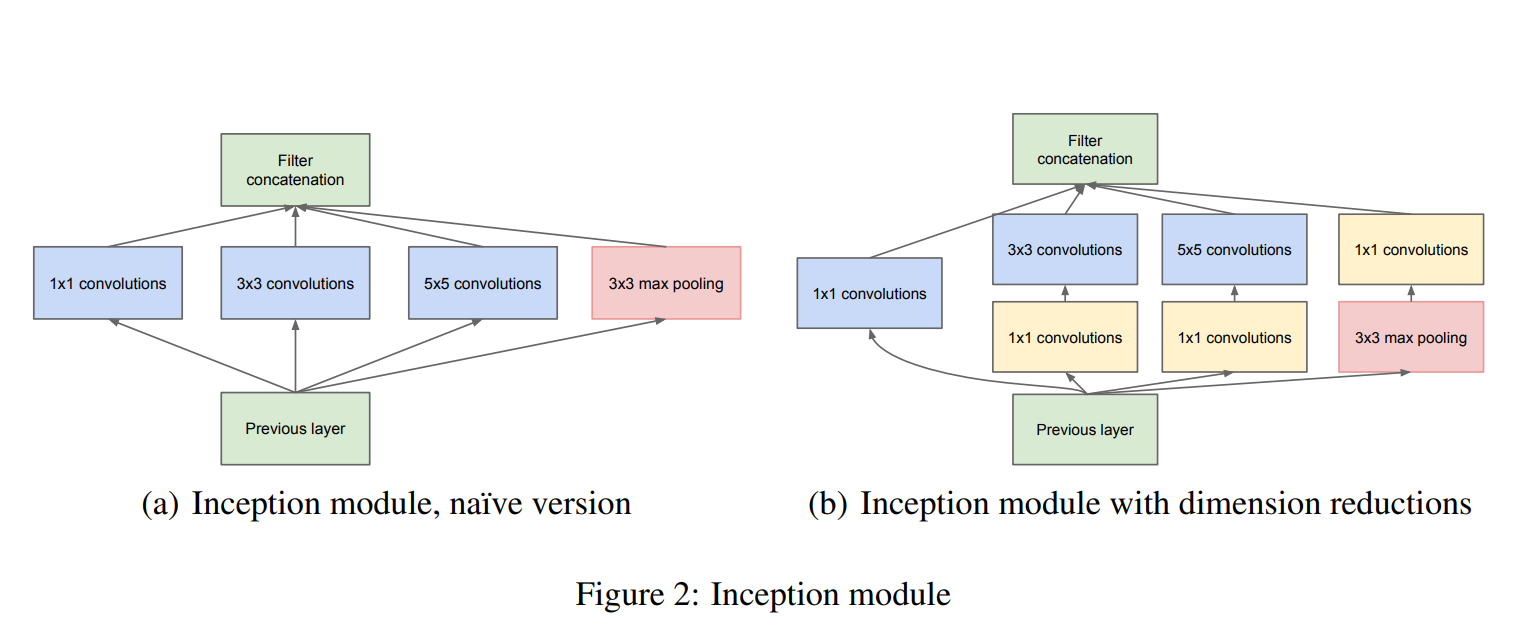 Filter
concatenation
1x1 convolutions
3x3 convolutions
5x5 convolutions
3x3 max pooling
Previous layer
(a) Inception module, naïve version
Filter
concatenation
3x3 convolutions
5x5 convolutions
1x1 convolutions
1x1 convolutions
1x1 convolutions
1x1 convolutions
3x3 max pooling
Previous layer
(b) Inception module with dimension reductions
Figure 2: Inception module